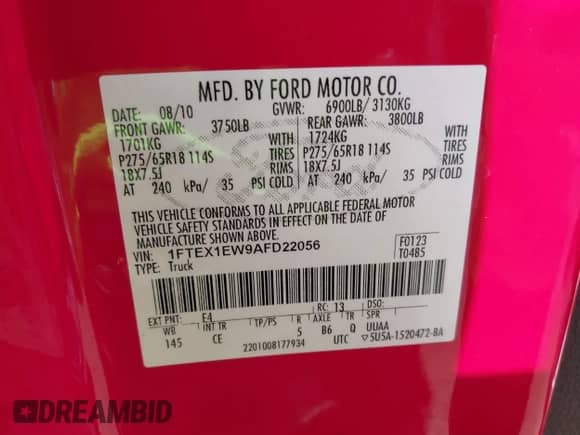 MFD. BY FORD MOTOR CO.
DATE: 08/10 GVWR: 6900LB/ 3130KG
FRONT GAWR: 3750LB REAR GAWR: 3800LB
1701KG WITH 1724KG WITH
P275/65R18 114S TIRES P275/65R18 114S TIRES
18X7.5J RIMS 18X7.5J RIMS
AT 240 kPa/ 35 PSI COLD AT 240 kPa/ 35 PSI COLD
THIS VEHICLE CONFORMS TO ALL APPLICABLE FEDERAL MOTOR
VEHICLE SAFETY STANDARDS IN EFFECT ON THE DATE OF
MANUFACTURE SHOWN ABOVE.
VIN: 1FTEX1EW9AFD22056 F0123
TYPE: Truck T0485
EXT PNT: E4 RC: 13 DSO:
WB INT TR TP/PS R AXLE TR SPR
145 CE 5 B6 Q UUAA
2201008177934 UTC ▽5U5A-1520472-BA
DREAMBID